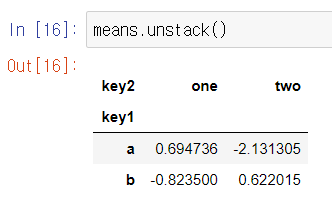 In [16]: means.unstack()
Out[16]:
key2 one two
key1
a 0.694736 -2.131305
b -0.823500 0.622015